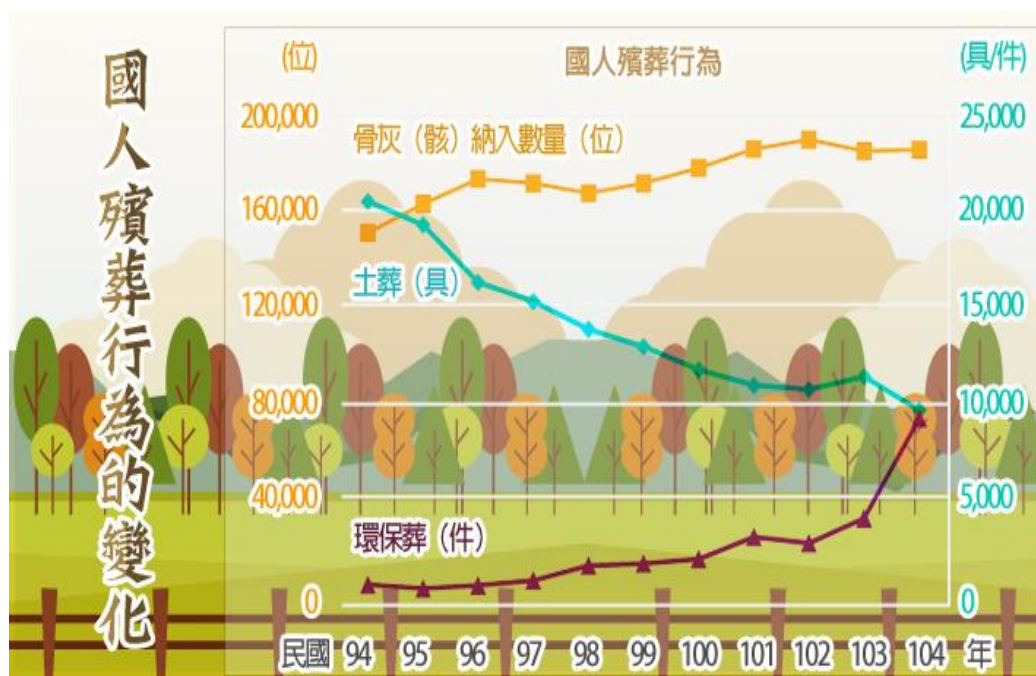 國人殯葬行為的變化
國人殯葬行為
(位)
(具/件)
200,000
160,000
120,000
80,000
40,000
0
25,000
20,000
15,000
10,000
5,000
0
骨灰（骸）納入數量（位）
土葬（具）
環保葬（件）
民國 94 95 96 97 98 99 100 101 102 103 104 年